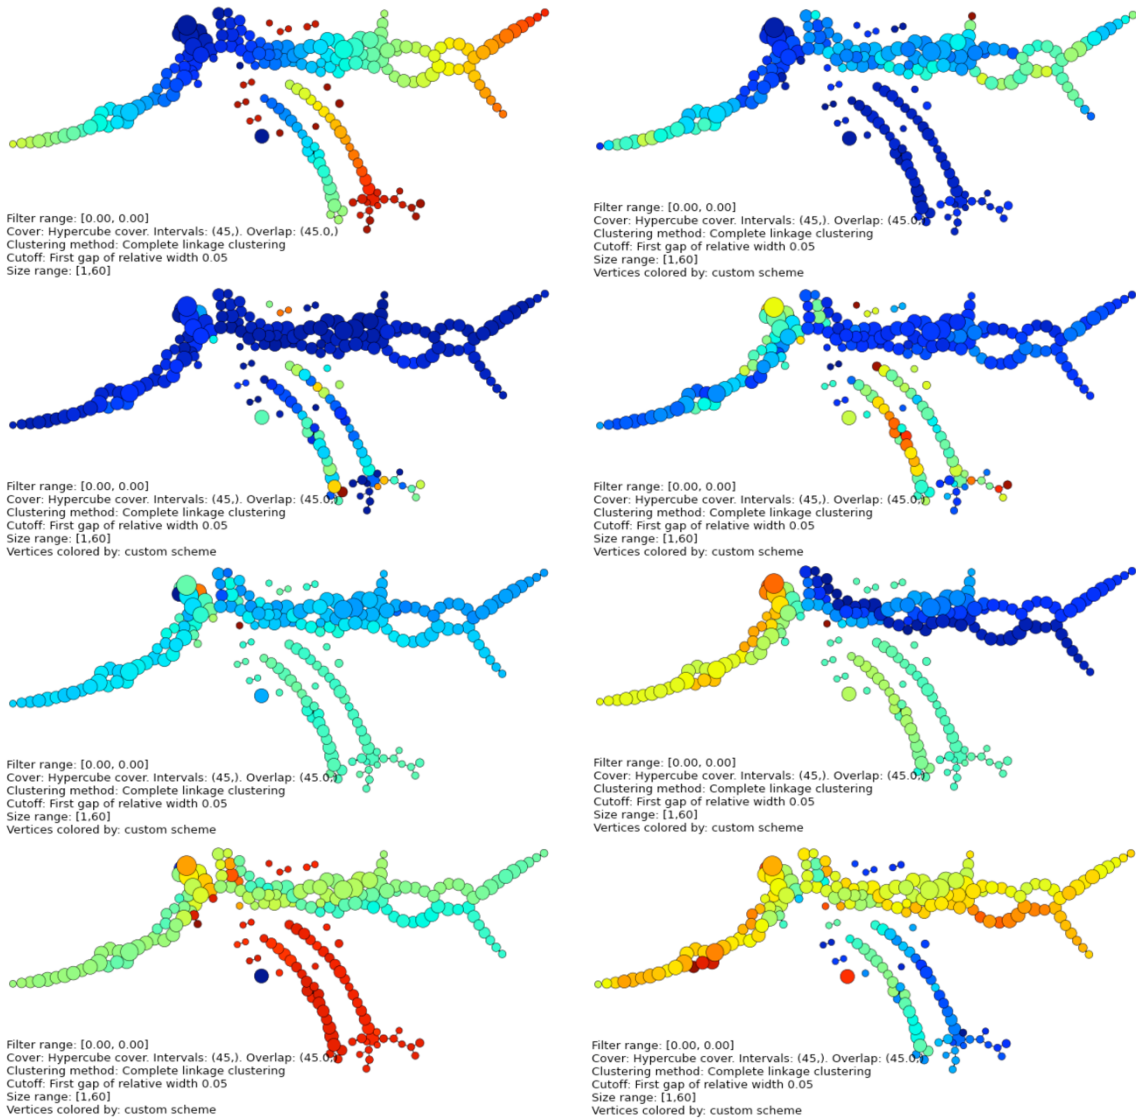 Filter range: [0.00, 0.00]
Cover: Hypercube cover. Intervals: (45,). Overlap: (45.0,)
Clustering method: Complete linkage clustering
Cutoff: First gap of relative width 0.05
Size range: [1,60]
Filter range: [0.00, 0.00]
Cover: Hypercube cover. Intervals: (45,). Overlap: (45.0,)
Clustering method: Complete linkage clustering
Cutoff: First gap of relative width 0.05
Size range: [1,60]
Vertices colored by: custom scheme
Filter range: [0.00, 0.00]
Cover: Hypercube cover. Intervals: (45,). Overlap: (45.0,)
Clustering method: Complete linkage clustering
Cutoff: First gap of relative width 0.05
Size range: [1,60]
Vertices colored by: custom scheme
Filter range: [0.00, 0.00]
Cover: Hypercube cover. Intervals: (45,). Overlap: (45.0,)
Clustering method: Complete linkage clustering
Cutoff: First gap of relative width 0.05
Size range: [1,60]
Vertices colored by: custom scheme
Filter range: [0.00, 0.00]
Cover: Hypercube cover. Intervals: (45,). Overlap: (45.0,)
Clustering method: Complete linkage clustering
Cutoff: First gap of relative width 0.05
Size range: [1,60]
Vertices colored by: custom scheme
Filter range: [0.00, 0.00]
Cover: Hypercube cover. Intervals: (45,). Overlap: (45.0,)
Clustering method: Complete linkage clustering
Cutoff: First gap of relative width 0.05
Size range: [1,60]
Vertices colored by: custom scheme
Filter range: [0.00, 0.00]
Cover: Hypercube cover. Intervals: (45,). Overlap: (45.0,)
Clustering method: Complete linkage clustering
Cutoff: First gap of relative width 0.05
Size range: [1,60]
Vertices colored by: custom scheme
Filter range: [0.00, 0.00]
Cover: Hypercube cover. Intervals: (45,). Overlap: (45.0,)
Clustering method: Complete linkage clustering
Cutoff: First gap of relative width 0.05
Size range: [1,60]
Vertices colored by: custom scheme